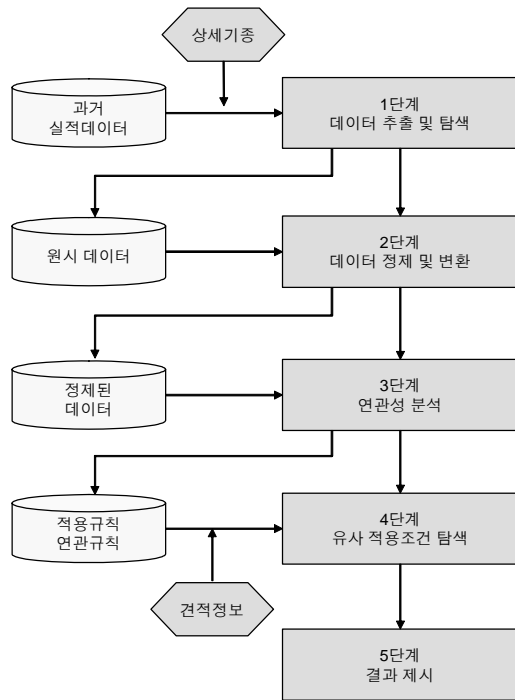 상세기종
과거
실적데이터
1단계
데이터 추출 및 탐색
원시 데이터
2단계
데이터 정제 및 변환
정제된
데이터
3단계
연관성 분석
적용규칙
연관규칙
4단계
유사 적용조건 탐색
견적정보
5단계
결과 제시